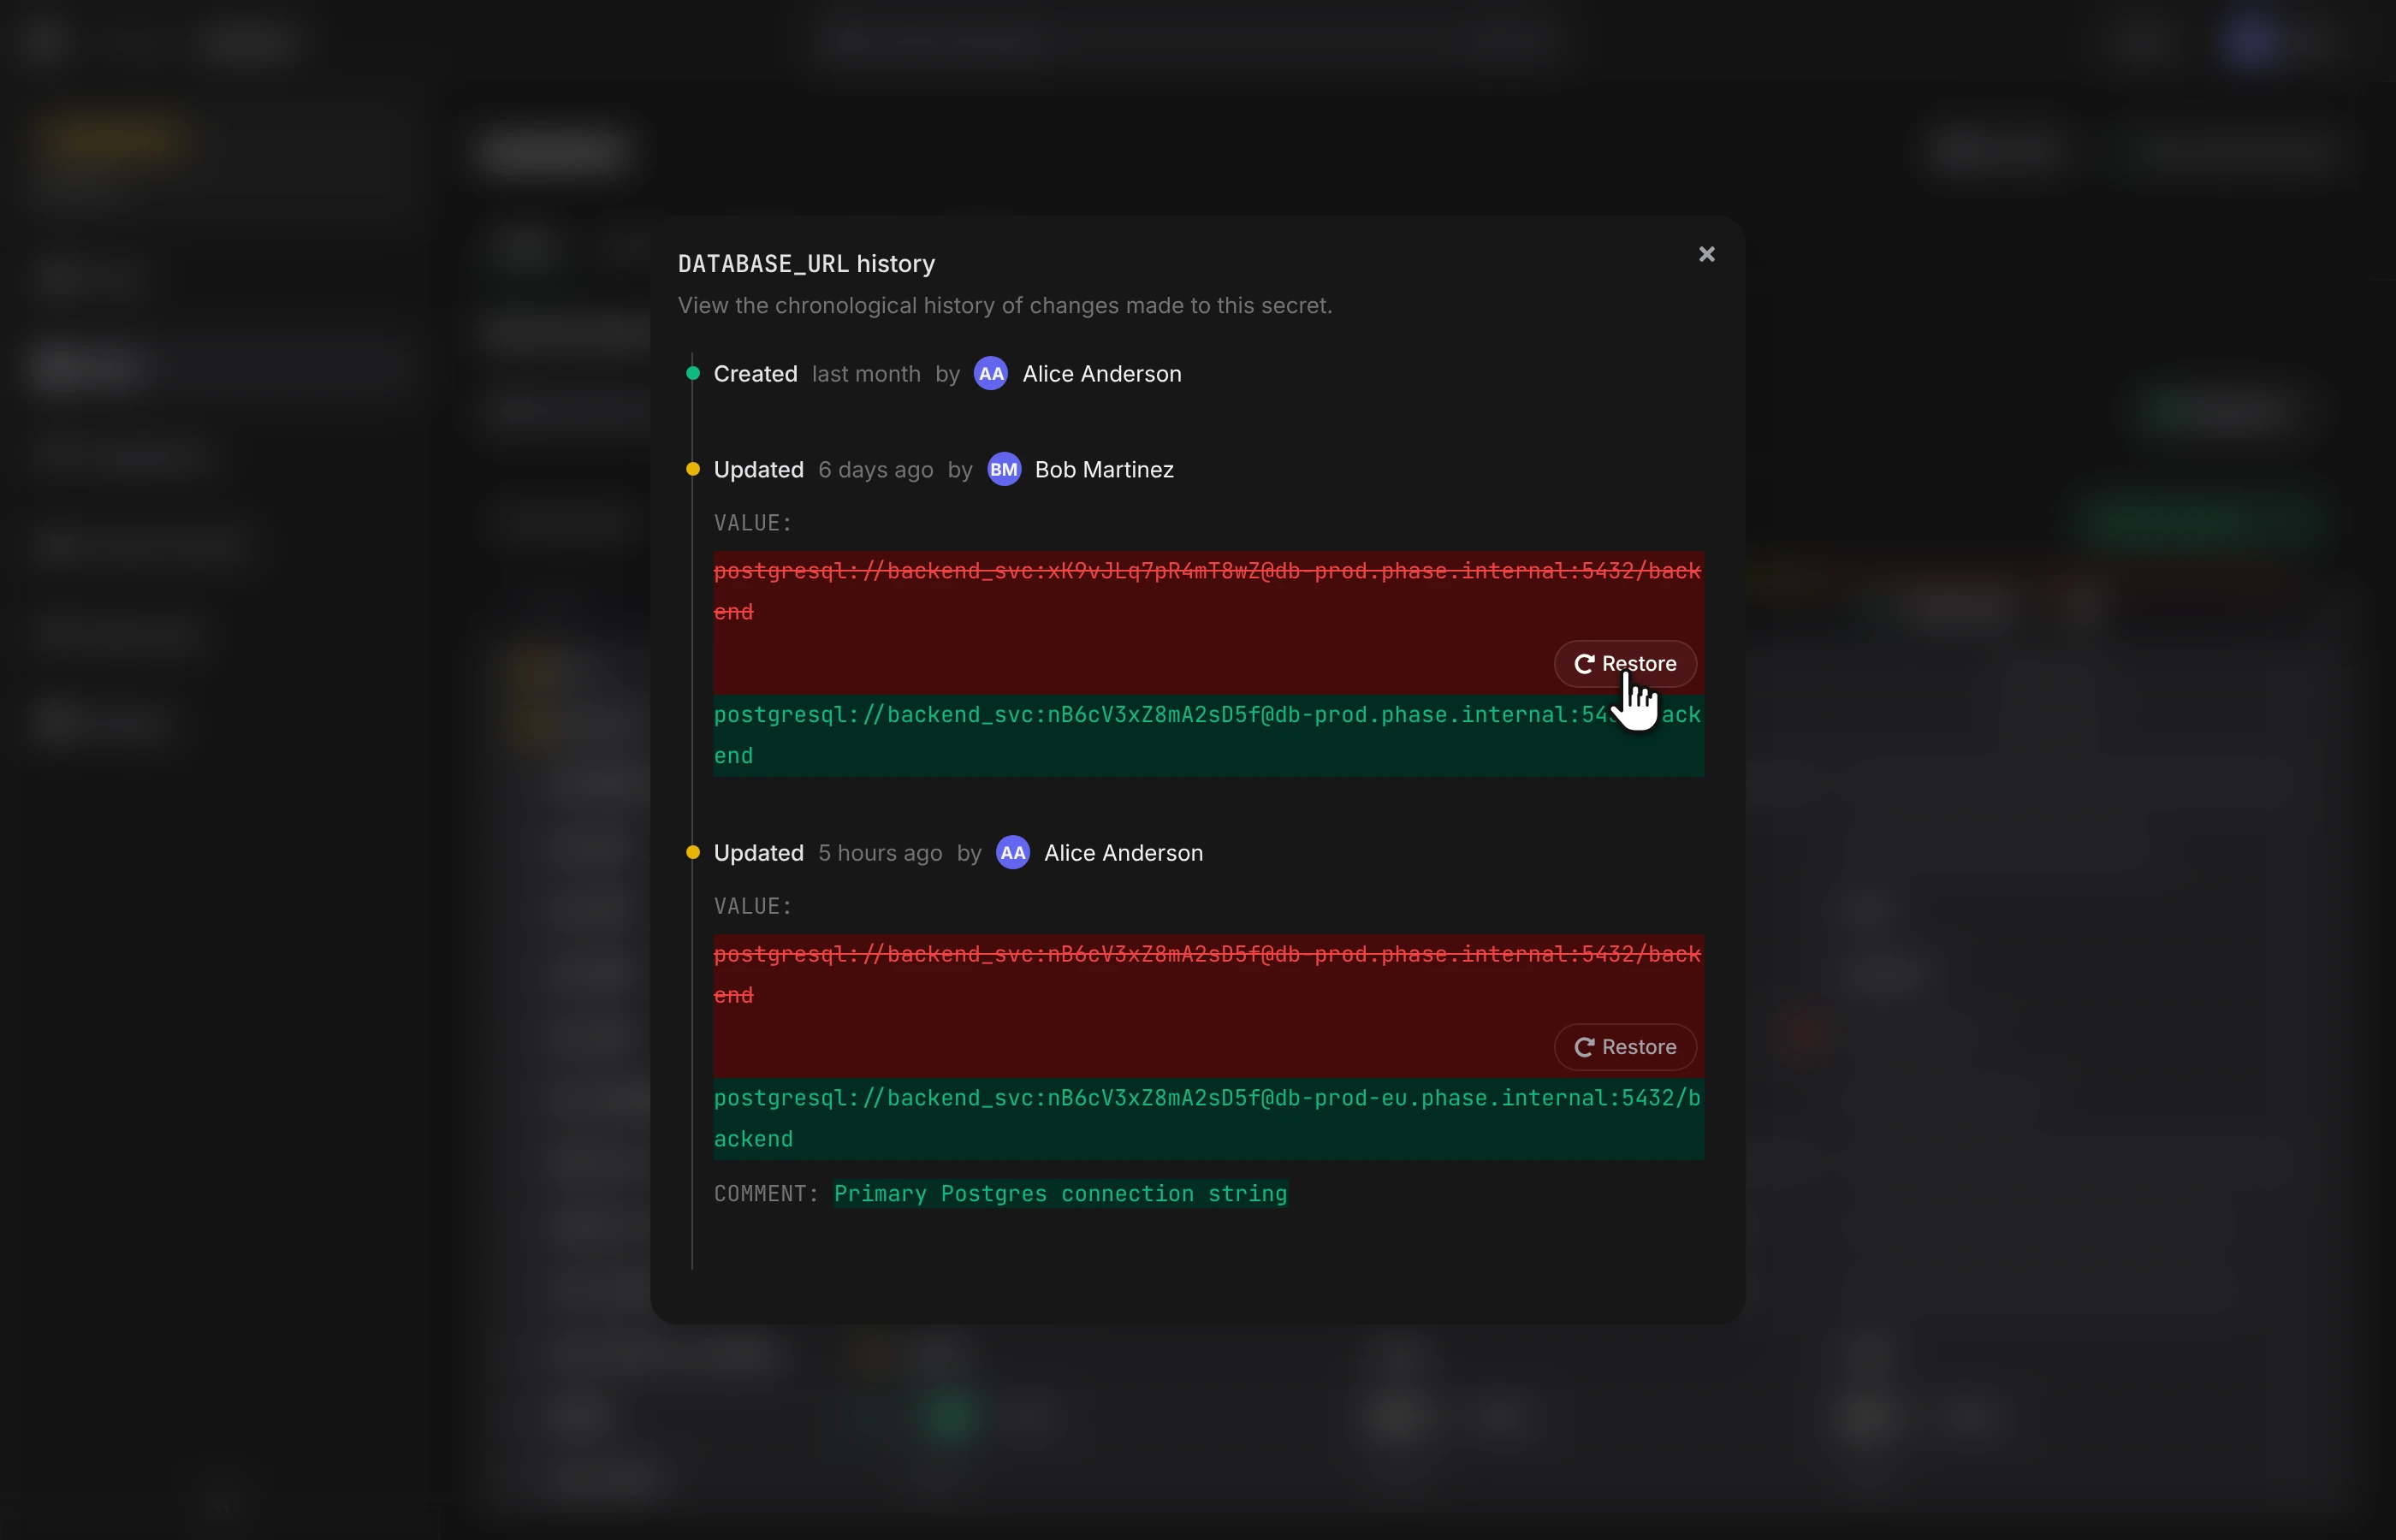 DATABASE_URL history
View the chronological history of changes made to this secret.
Created last month by AA Alice Anderson
Updated 6 days ago by BM Bob Martinez
VALUE:
postgresql://backend_svc:xK9vJLq7pR4mT8wZ@db-prod.phase.internal:5432/back
end
Restore
postgresql://backend_svc:nB6cV3xZ8mA2sD5f@db-prod.phase.internal:54 ack
end
Updated 5 hours ago by AA Alice Anderson
VALUE:
postgresql://backend_svc:nB6cV3xZ8mA2sD5f@db-prod.phase.internal:5432/back
end
Restore
postgresql://backend_svc:nB6cV3xZ8mA2sD5f@db-prod-eu.phase.internal:5432/b
ackend
COMMENT: Primary Postgres connection string